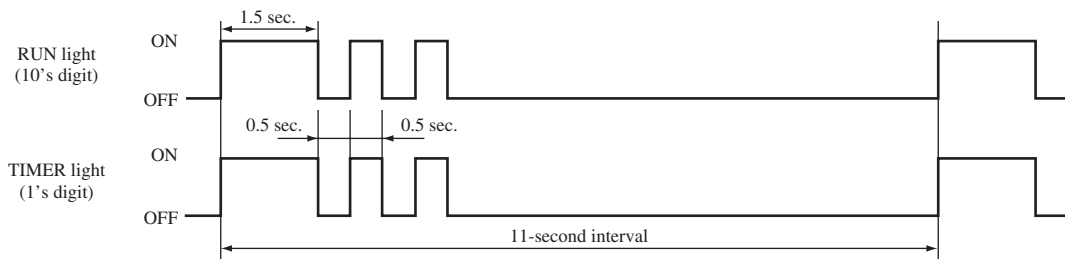 1.5 sec.
ON
RUN light
(10's digit)
OFF
0.5 sec.
0.5 sec.
ON
TIMER light
(1's digit)
OFF
11-second interval